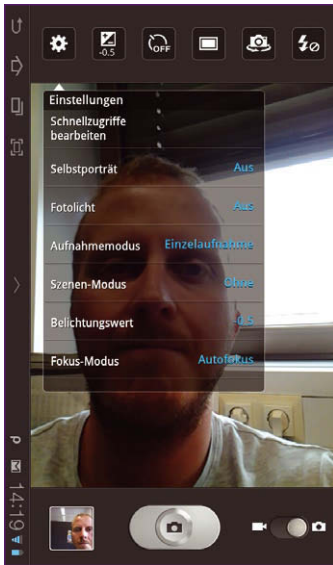 -0.5
OFF
Einstellungen
Schnellzugriffe
bearbeiten
Selbstporträt Aus
Fotolicht Aus
Aufnahmemodus Einzelaufnahme
Szenen-Modus Ohne
Belichtungswert -0.5
Fokus-Modus Autofokus
14:19